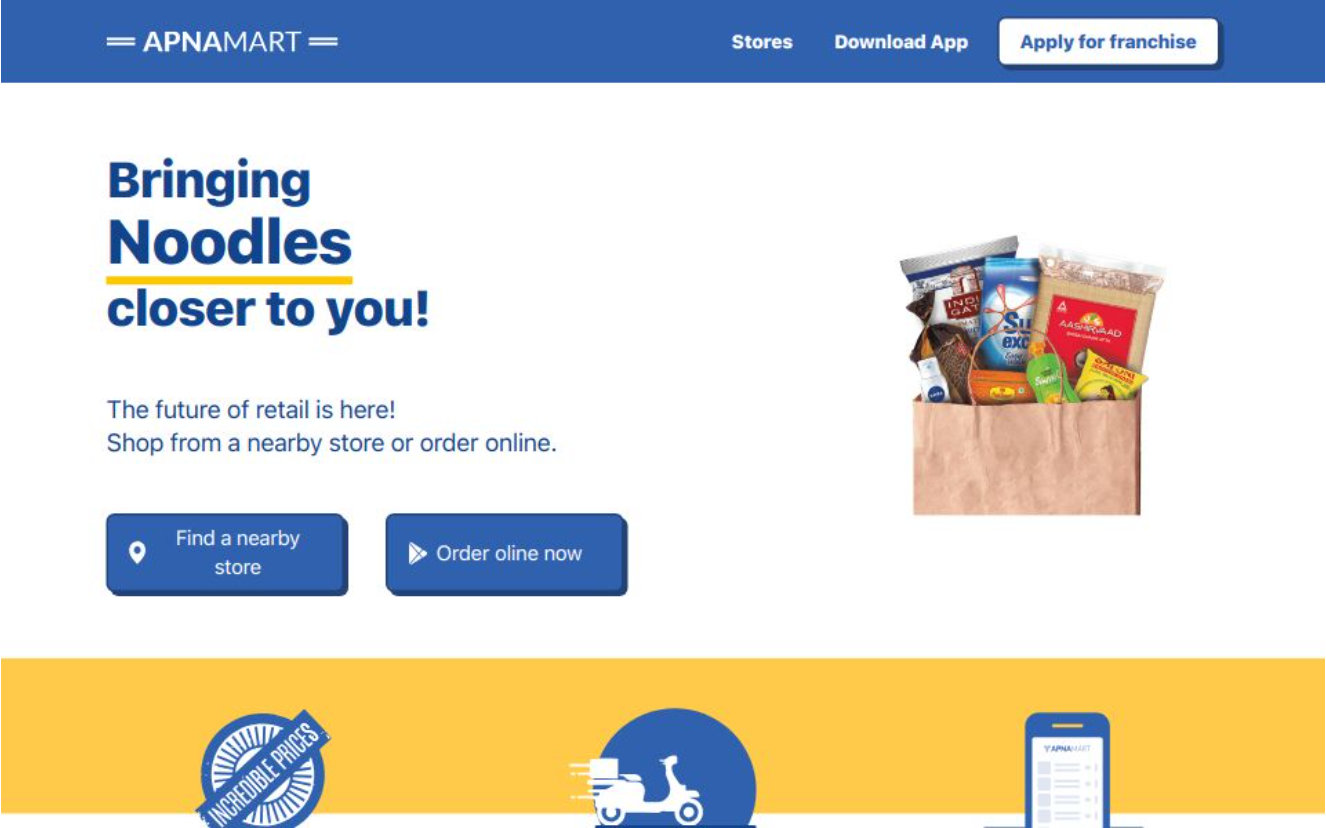 APNAMART
Stores
Download App
Apply for franchise
Bringing
Noodles
closer to you!
The future of retail is here!
Shop from a nearby store or order online.
Find a nearby
store
Order oline now
AASHIRVAAD
INCREDIBLE PRICES
APNAMART